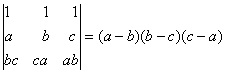 |1 1 1|
|a b c| = (a − b)(b − c)(c − a)
|bc ca ab|